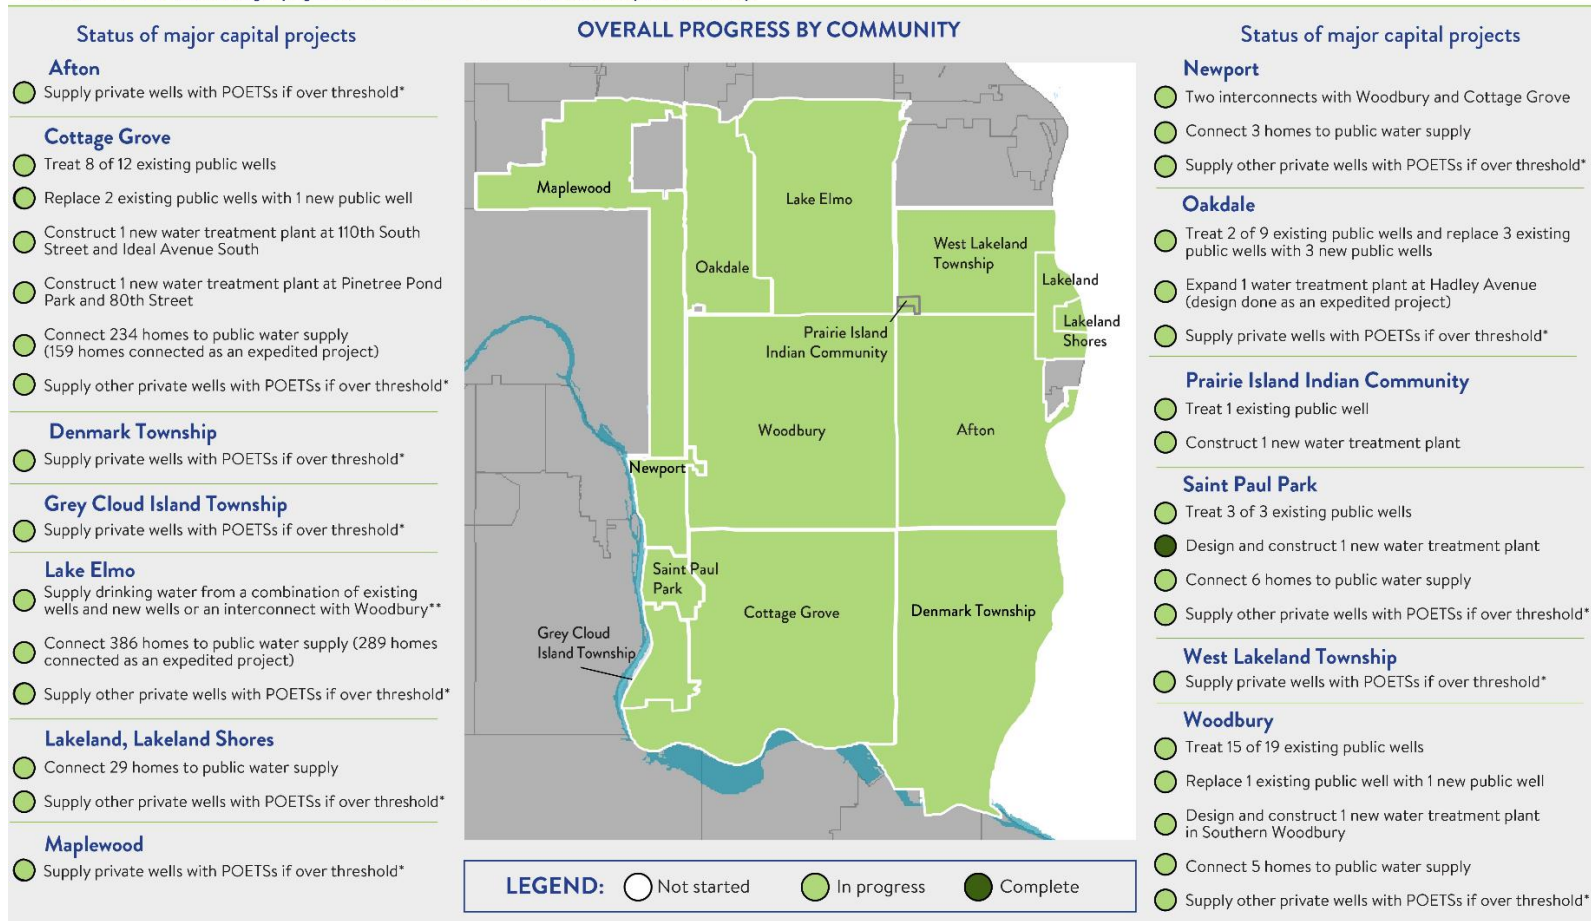 Status of major capital projects
Afton
Supply private wells with POETSs if over threshold*
Cottage Grove
Treat 8 of 12 existing public wells
Replace 2 existing public wells with 1 new public well
Construct 1 new water treatment plant at 110th South
Street and Ideal Avenue South
Construct 1 new water treatment plant at Pinetree Pond
Park and 80th Street
Connect 234 homes to public water supply
(159 homes connected as an expedited project)
Supply other private wells with POETSs if over threshold*
Denmark Township
Supply private wells with POETSs if over threshold*
Grey Cloud Island Township
Supply private wells with POETSs if over threshold*
Lake Elmo
Supply drinking water from a combination of existing
wells and new wells or an interconnect with Woodbury**
Connect 386 homes to public water supply (289 homes
connected as an expedited project)
Supply other private wells with POETSs if over threshold*
Lakeland, Lakeland Shores
Connect 29 homes to public water supply
Supply other private wells with POETSs if over threshold*
Maplewood
Supply private wells with POETSs if over threshold*
OVERALL PROGRESS BY COMMUNITY
Maplewood
Lake Elmo
Oakdale
West Lakeland
Township
Lakeland
Lakeland
Shores
Prairie Island
Indian Community
Woodbury
Afton
Newport
Saint Paul
Park
Cottage Grove
Denmark Township
Grey Cloud
Island Township
LEGEND:
Not started
In progress
Complete
Status of major capital projects
Newport
Two interconnects with Woodbury and Cottage Grove
Connect 3 homes to public water supply
Supply other private wells with POETSs if over threshold*
Oakdale
Treat 2 of 9 existing public wells and replace 3 existing
public wells with 3 new public wells
Expand 1 water treatment plant at Hadley Avenue
(design done as an expedited project)
Supply private wells with POETSs if over threshold*
Prairie Island Indian Community
Treat 1 existing public well
Construct 1 new water treatment plant
Saint Paul Park
Treat 3 of 3 existing public wells
Design and construct 1 new water treatment plant
Connect 6 homes to public water supply
Supply other private wells with POETSs if over threshold*
West Lakeland Township
Supply private wells with POETSs if over threshold*
Woodbury
Treat 15 of 19 existing public wells
Replace 1 existing public well with 1 new public well
Design and construct 1 new water treatment plant
in Southern Woodbury
Connect 5 homes to public water supply
Supply other private wells with POETSs if over threshold*